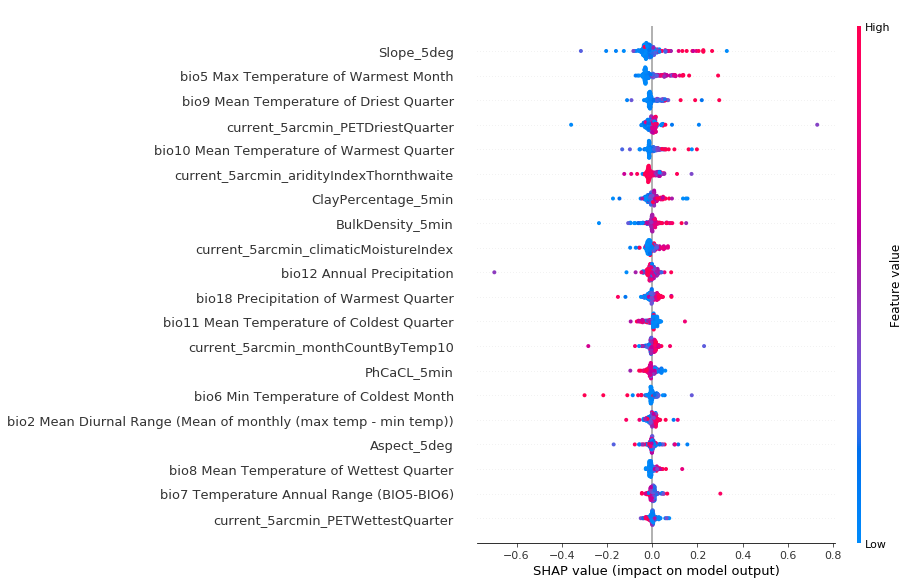 High
Slope_5deg
bio5 Max Temperature of Warmest Month
bio9 Mean Temperature of Driest Quarter
current_5arcmin_PETDriestQuarter
bio10 Mean Temperature of Warmest Quarter
current_5arcmin_aridityIndexThornthwaite
ClayPercentage_5min
BulkDensity_5min
current_5arcmin_climaticMoistureIndex
bio12 Annual Precipitation
bio18 Precipitation of Warmest Quarter
bio11 Mean Temperature of Coldest Quarter
current_5arcmin_monthCountByTemp10
PhCaCL_5min
bio6 Min Temperature of Coldest Month
bio2 Mean Diurnal Range (Mean of monthly (max temp - min temp))
Aspect_5deg
bio8 Mean Temperature of Wettest Quarter
bio7 Temperature Annual Range (BIO5-BIO6)
current_5arcmin_PETWettestQuarter
Feature value
Low
−0.6 −0.4 −0.2 0.0 0.2 0.4 0.6 0.8
SHAP value (impact on model output)